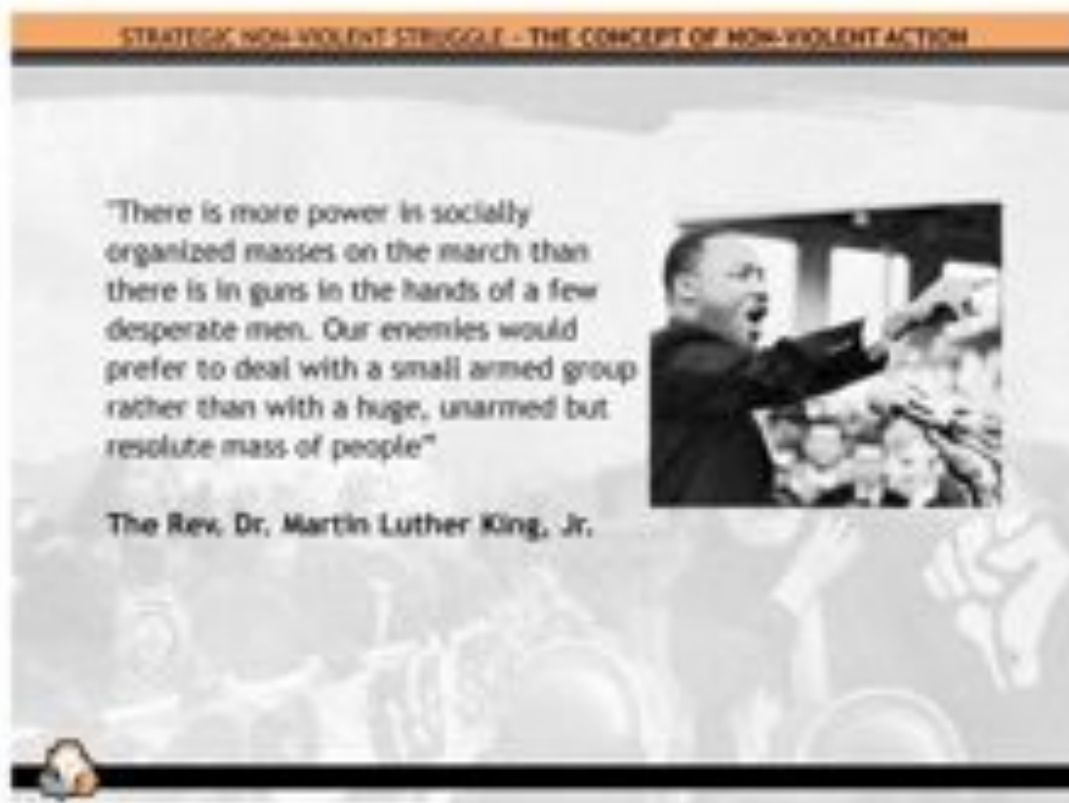 STRATEGIC NON-VIOLENT STRUGGLE - THE CONCEPT OF NON-VIOLENT ACTION
"There is more power in socially
organized masses on the march than
there is in guns in the hands of a few
desperate men. Our enemies would
prefer to deal with a small armed group
rather than with a huge, unarmed but
resolute mass of people"
The Rev. Dr. Martin Luther King, Jr.